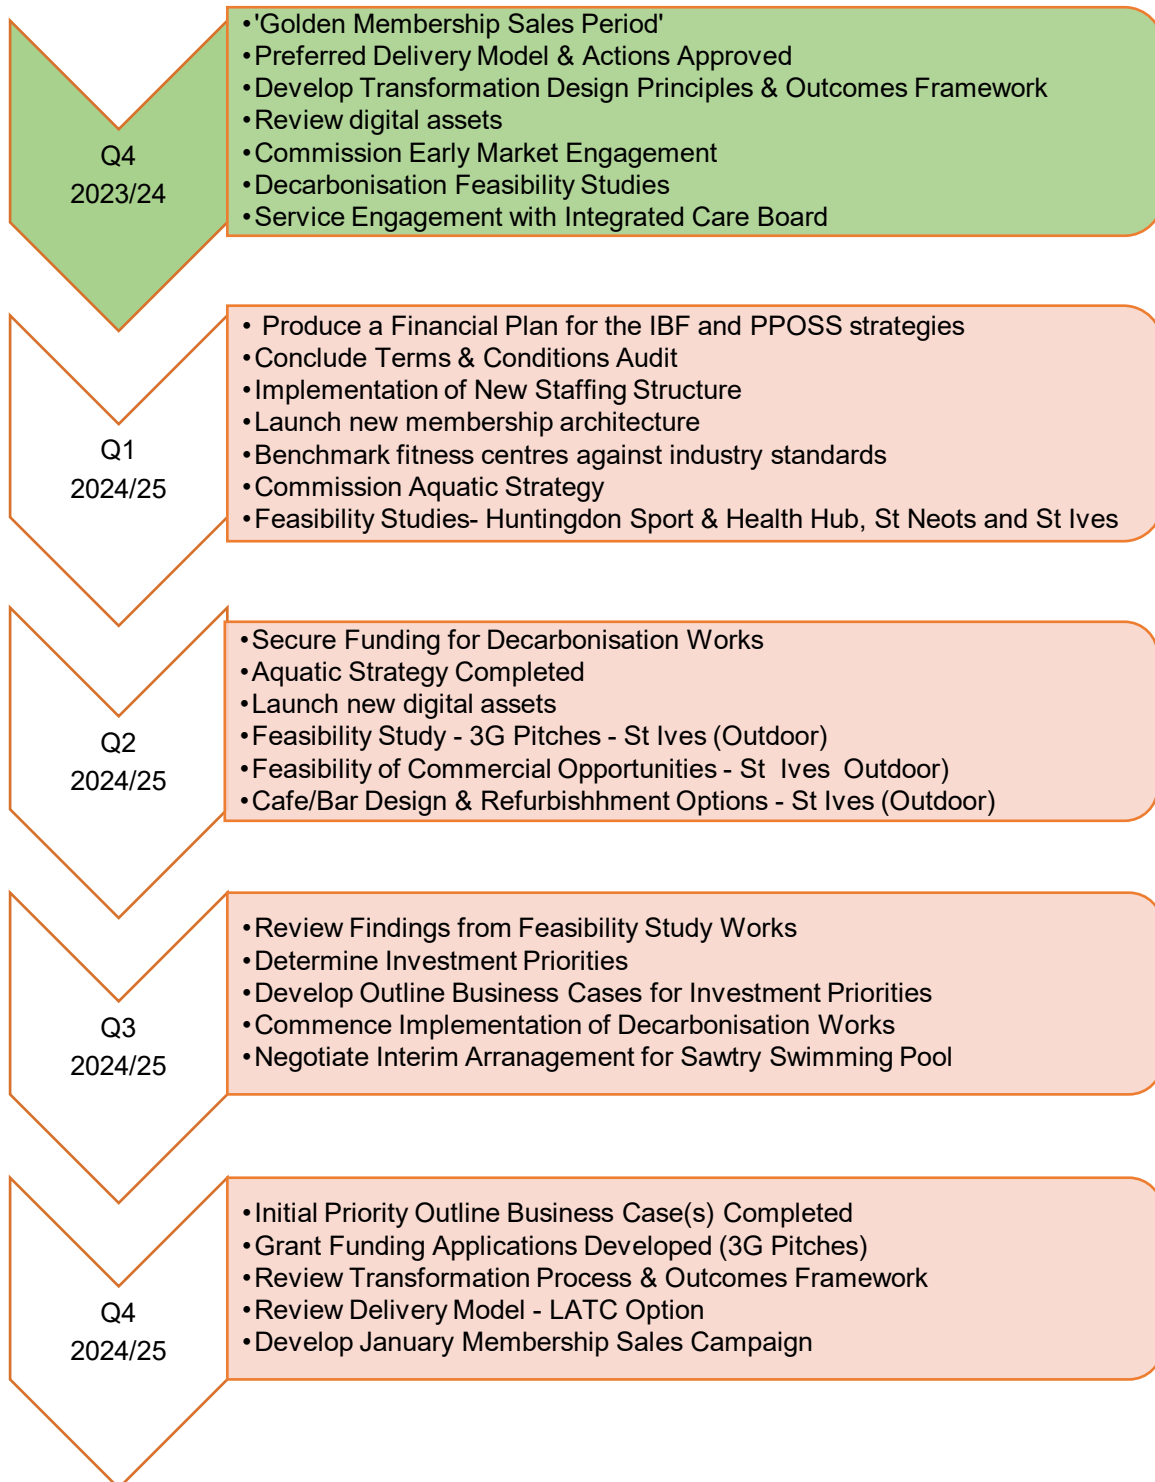 Q4
2023/24
•'Golden Membership Sales Period'
•Preferred Delivery Model & Actions Approved
•Develop Transformation Design Principles & Outcomes Framework
•Review digital assets
•Commission Early Market Engagement
•Decarbonisation Feasibility Studies
•Service Engagement with Integrated Care Board
Q1
2024/25
• Produce a Financial Plan for the IBF and PPOSS strategies
•Conclude Terms & Conditions Audit
•Implementation of New Staffing Structure
•Launch new membership architecture
•Benchmark fitness centres against industry standards
•Commission Aquatic Strategy
•Feasibility Studies- Huntingdon Sport & Health Hub, St Neots and St Ives
Q2
2024/25
•Secure Funding for Decarbonisation Works
•Aquatic Strategy Completed
•Launch new digital assets
•Feasibility Study - 3G Pitches - St Ives (Outdoor)
•Feasibility of Commercial Opportunities - St Ives Outdoor)
•Cafe/Bar Design & Refurbishhment Options - St Ives (Outdoor)
Q3
2024/25
•Review Findings from Feasibility Study Works
•Determine Investment Priorities
•Develop Outline Business Cases for Investment Priorities
•Commence Implementation of Decarbonisation Works
•Negotiate Interim Arranagement for Sawtry Swimming Pool
Q4
2024/25
•Initial Priority Outline Business Case(s) Completed
•Grant Funding Applications Developed (3G Pitches)
•Review Transformation Process & Outcomes Framework
•Review Delivery Model - LATC Option
•Develop January Membership Sales Campaign